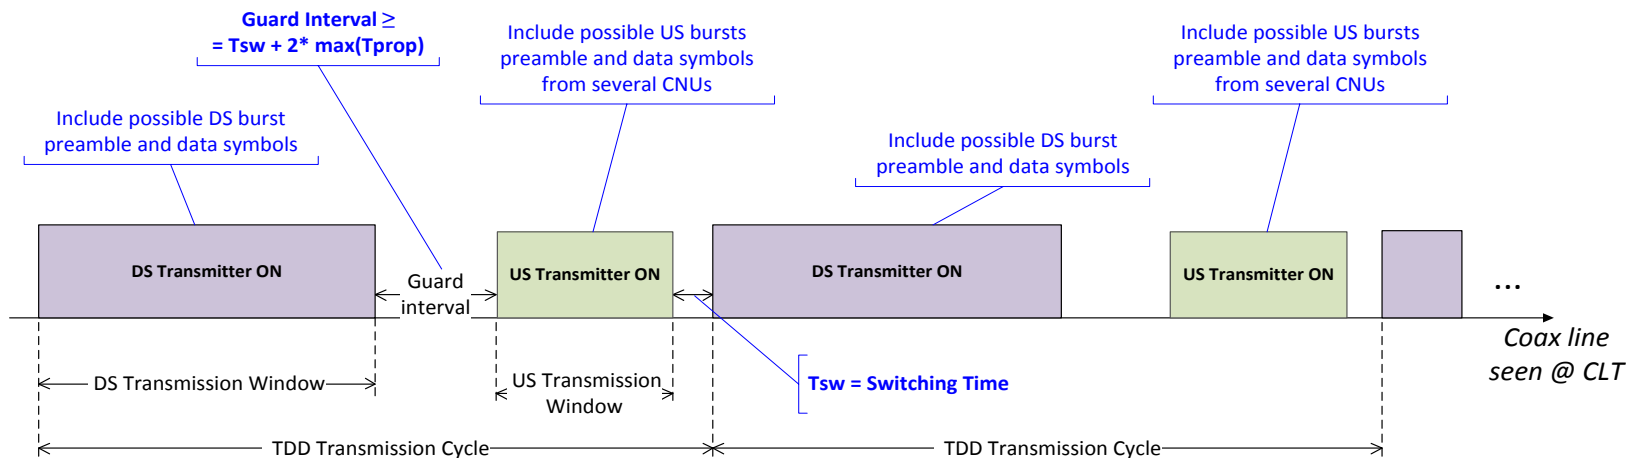 Guard Interval ≥
= Tsw + 2* max(Tprop)
Include possible US bursts
preamble and data symbols
from several CNUs
Include possible US bursts
preamble and data symbols
from several CNUs
Include possible DS burst
preamble and data symbols
Include possible DS burst
preamble and data symbols
DS Transmitter ON
Guard
interval
US Transmitter ON
DS Transmitter ON
US Transmitter ON
...
Coax line
seen @ CLT
DS Transmission Window
US Transmission
Window
Tsw = Switching Time
TDD Transmission Cycle
TDD Transmission Cycle